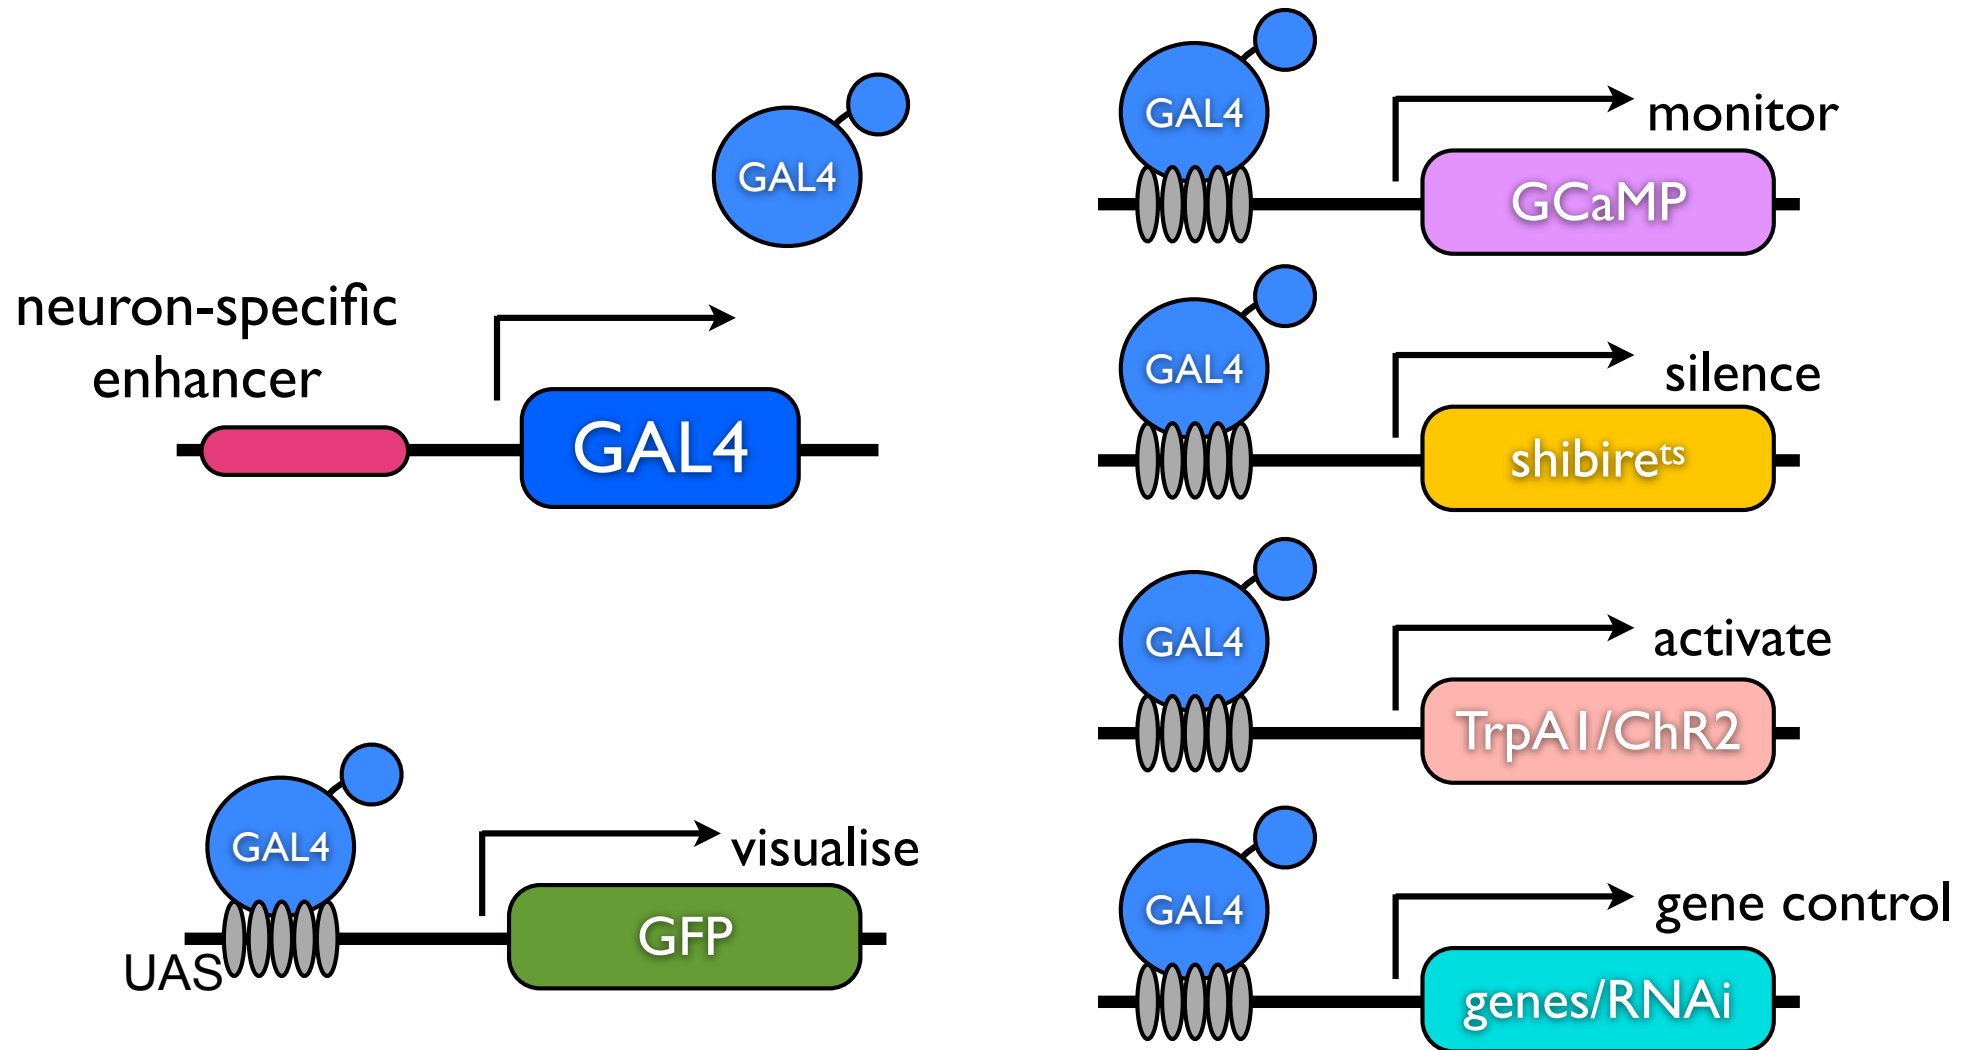 GAL4
neuron-specific
enhancer
GAL4
GAL4
visualise
GFP
UAS
GAL4
monitor
GCaMP
GAL4
silence
shibireᵗˢ
GAL4
activate
TrpA1/ChR2
GAL4
gene control
genes/RNAi